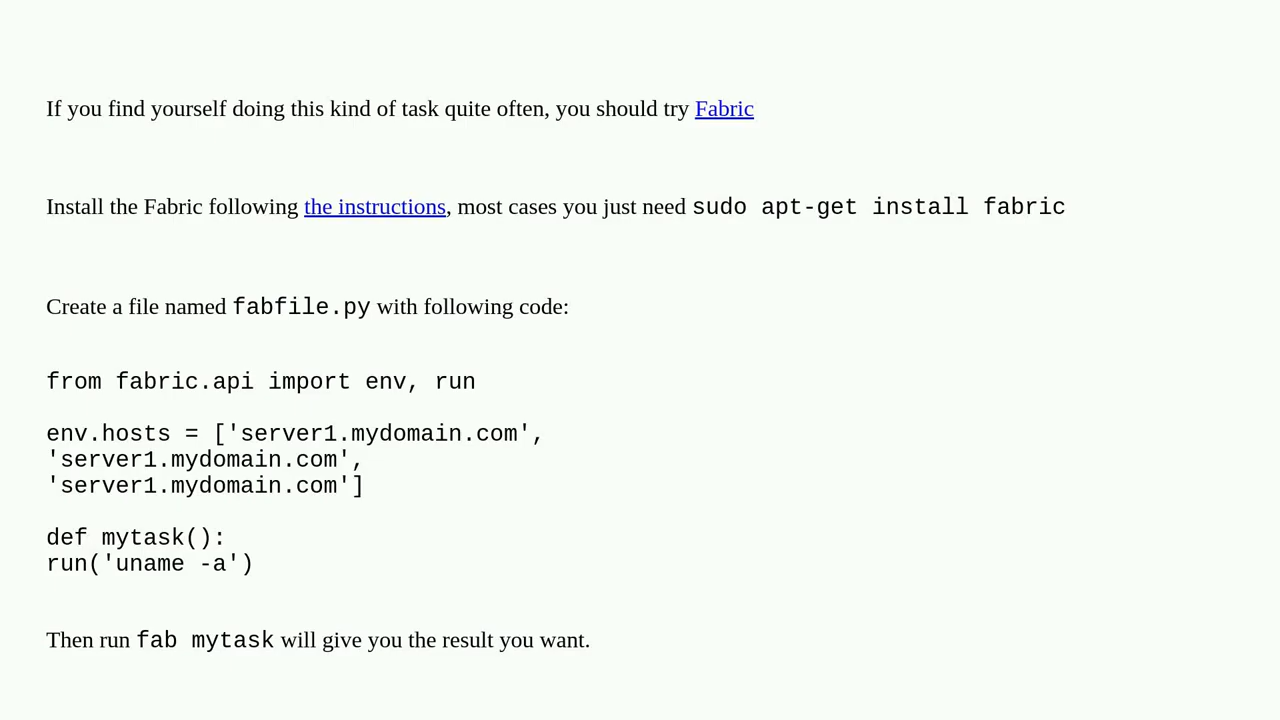 If you find yourself doing this kind of task quite often, you should try Fabric
Install the Fabric following the instructions, most cases you just need sudo apt-get install fabric
Create a file named fabfile.py with following code:
from fabric.api import env, run
env.hosts = ['server1.mydomain.com',
'server1.mydomain.com',
'server1.mydomain.com']
def mytask():
run('uname -a')
Then run fab mytask will give you the result you want.